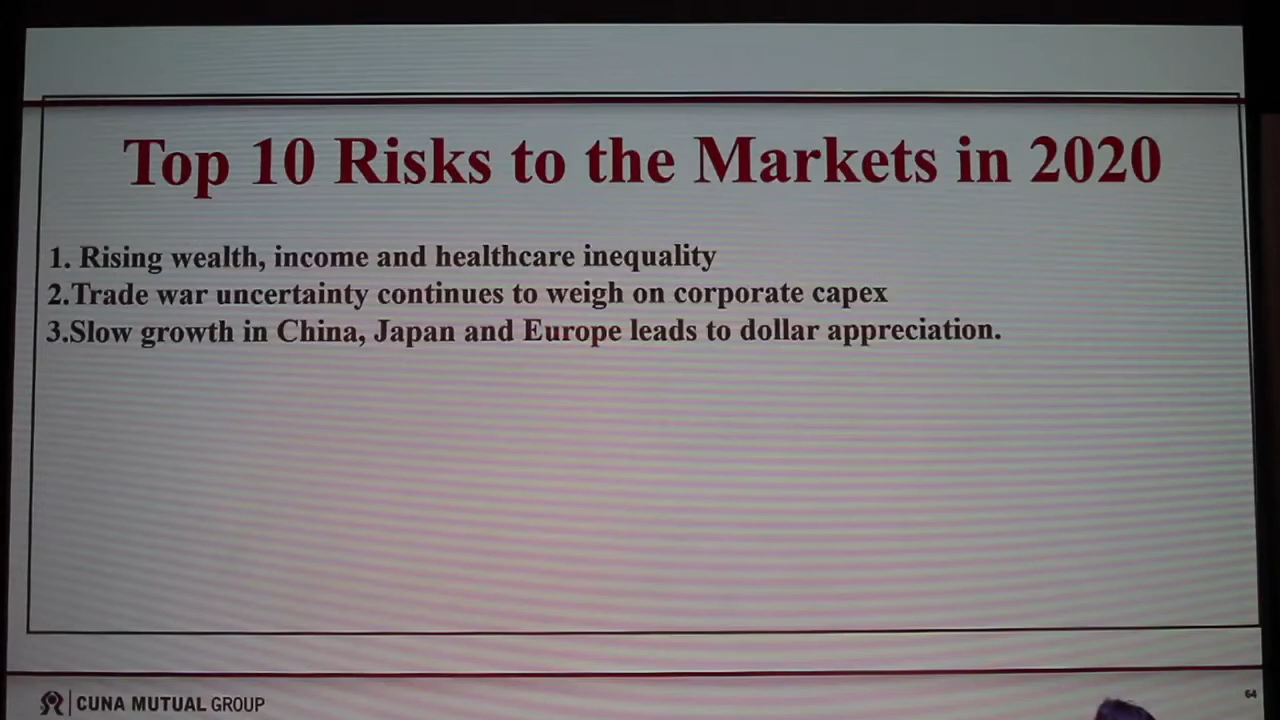 Top 10 Risks to the Markets in 2020
1. Rising wealth, income and healthcare inequality
2.Trade war uncertainty continues to weigh on corporate capex
3.Slow growth in China, Japan and Europe leads to dollar appreciation.
CUNA MUTUAL GROUP
64